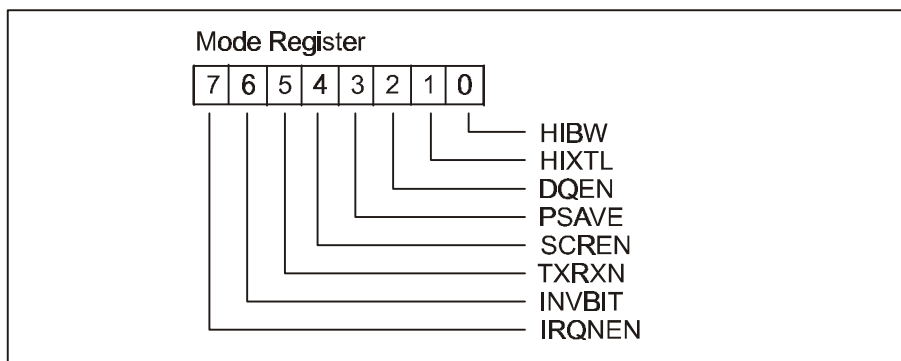 Mode Register
7 6 5 4 3 2 1 0
HIBW
HIXTL
DQEN
PSAVE
SCREN
TXRXN
INVBIT
IRQNEN